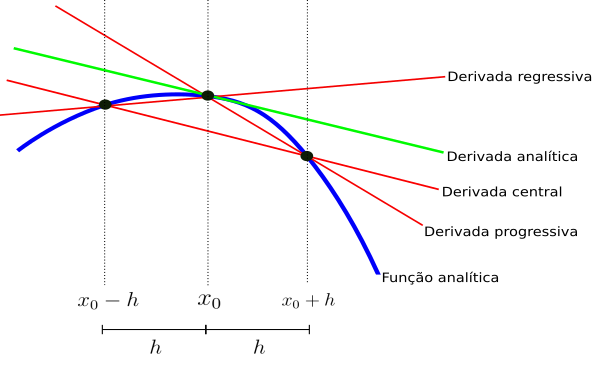 Derivada regressiva
Derivada analítica
Derivada central
Derivada progressiva
Função analítica
x₀ − h
x₀
x₀ + h
h
h